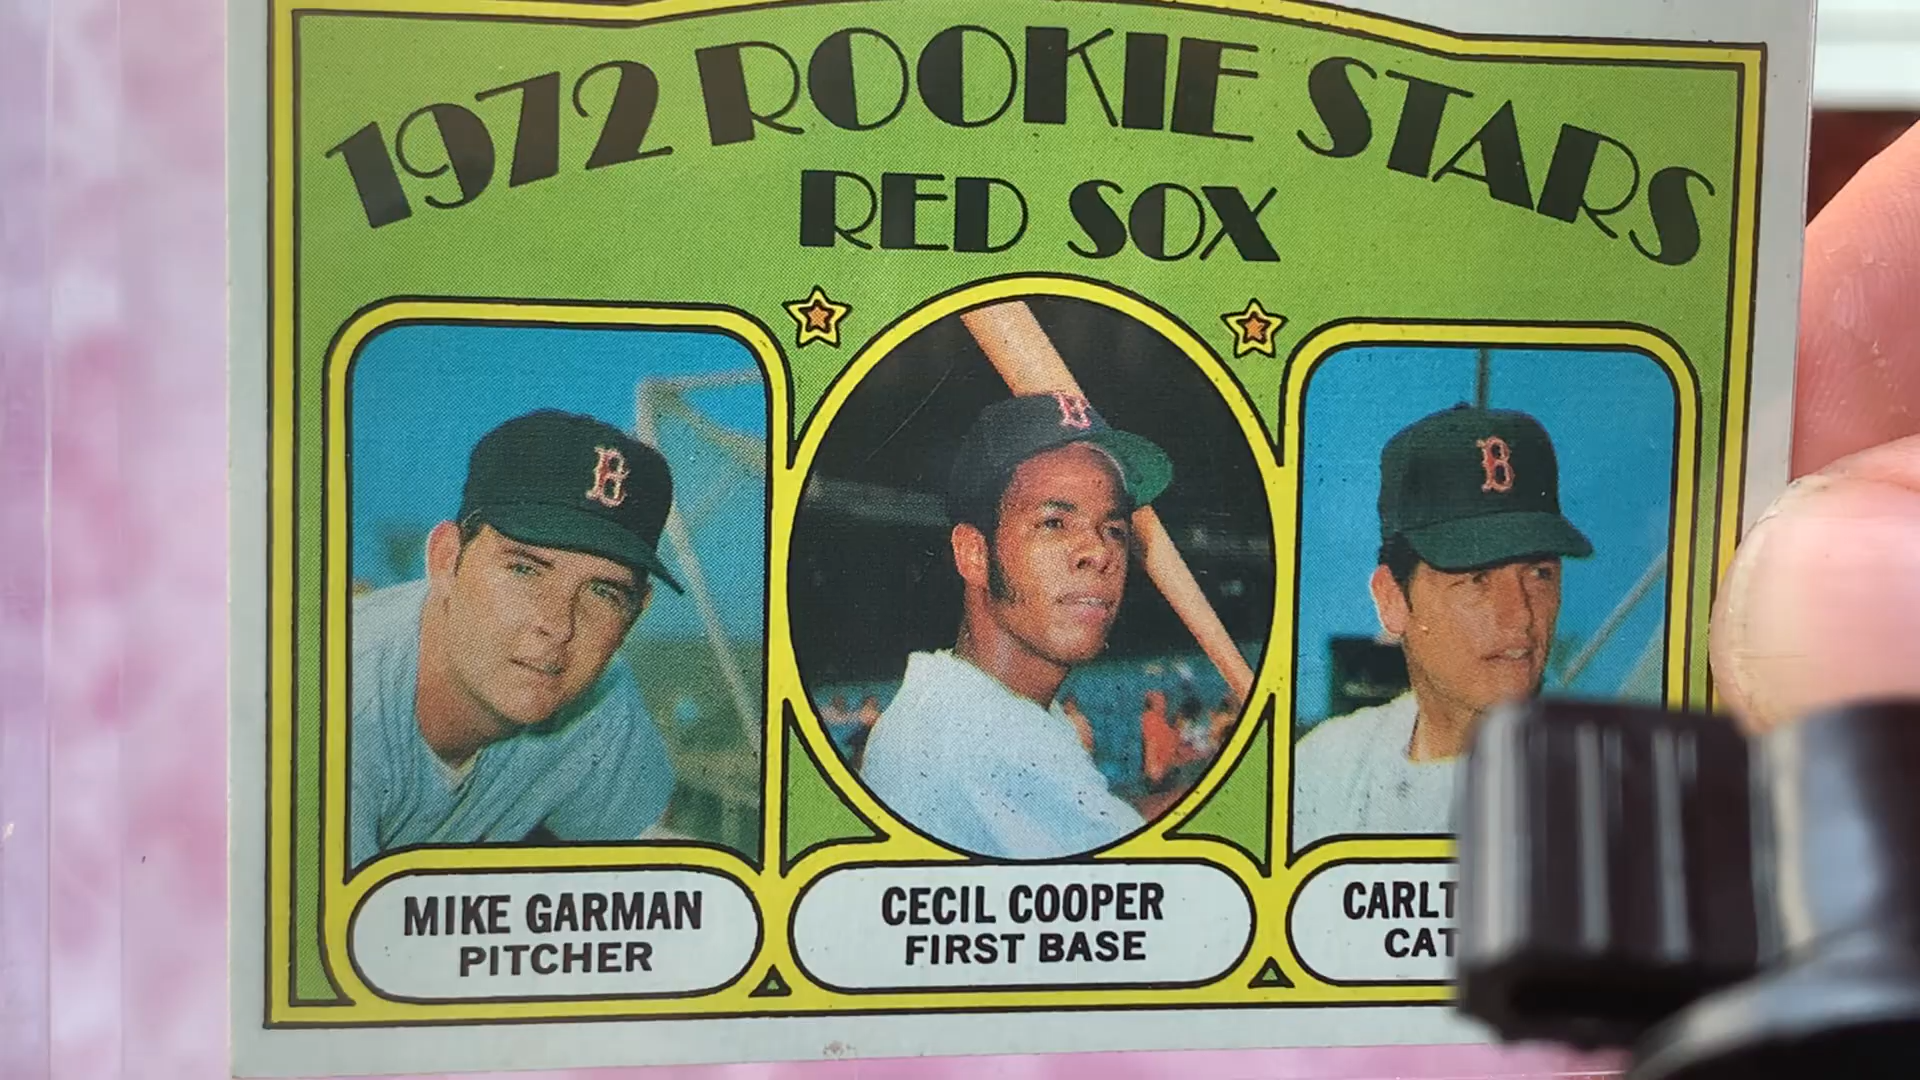 1972 ROOKIE STARS
RED SOX
B
B
B
MIKE GARMAN
PITCHER
CECIL COOPER
FIRST BASE
CARLT
CAT